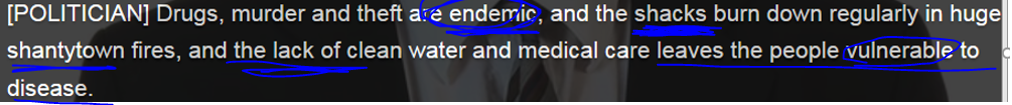 [POLITICIAN] Drugs, murder and theft are endemic, and the shacks burn down regularly in huge
shantytown fires, and the lack of clean water and medical care leaves the people vulnerable to
disease.